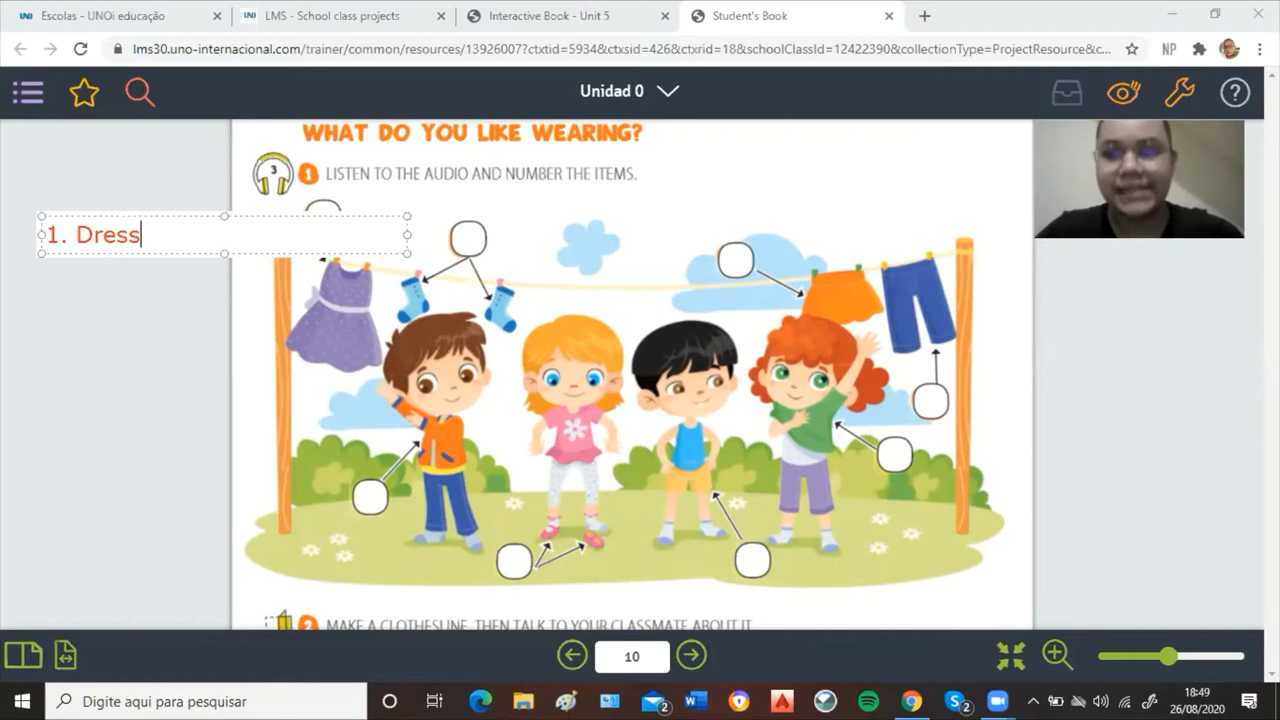 Escolas - UNOi educação
LMS - School class projects
Interactive Book - Unit 5
Student's Book
lms30.uno-internacional.com/trainer/common/resources/13926007?ctxtid=5934&ctxsid=426&ctxrid=18&schoolClassId=12422390&collectionType=ProjectResource&c...
NP
Unidad 0
WHAT DO YOU LIKE WEARING?
3
1 LISTEN TO THE AUDIO AND NUMBER THE ITEMS.
1. Dress
2 MAKE A CLOTHESLINE. THEN TALK TO YOUR CLASSMATE ABOUT IT
10
Digite aqui para pesquisar
2
2
18:49
26/08/2020